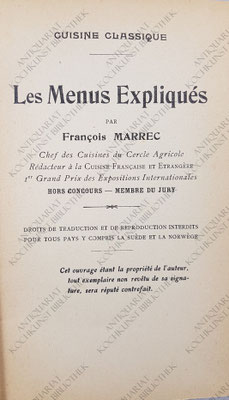 CUISINE CLASSIQUE
Les Menus Expliqués
PAR
François MARREC
Chef des Cuisines du Cercle Agricole
Rédacteur à la CUISINE FRANÇAISE ET ETRANGÈRE
1er Grand Prix des Expositions Internationales
HORS CONCOURS — MEMBRE DU JURY
DROITS DE TRADUCTION ET DE REPRODUCTION INTERDITS
POUR TOUS PAYS Y COMPRIS LA SUÈDE ET LA NORWÈGE
Cet ouvrage étant la propriété de l'auteur,
tout exemplaire non revêtu de sa signa-
ture, sera réputé contrefait.
ANTIQUARIAT
KOCHKUNST BIBLIOTHEK